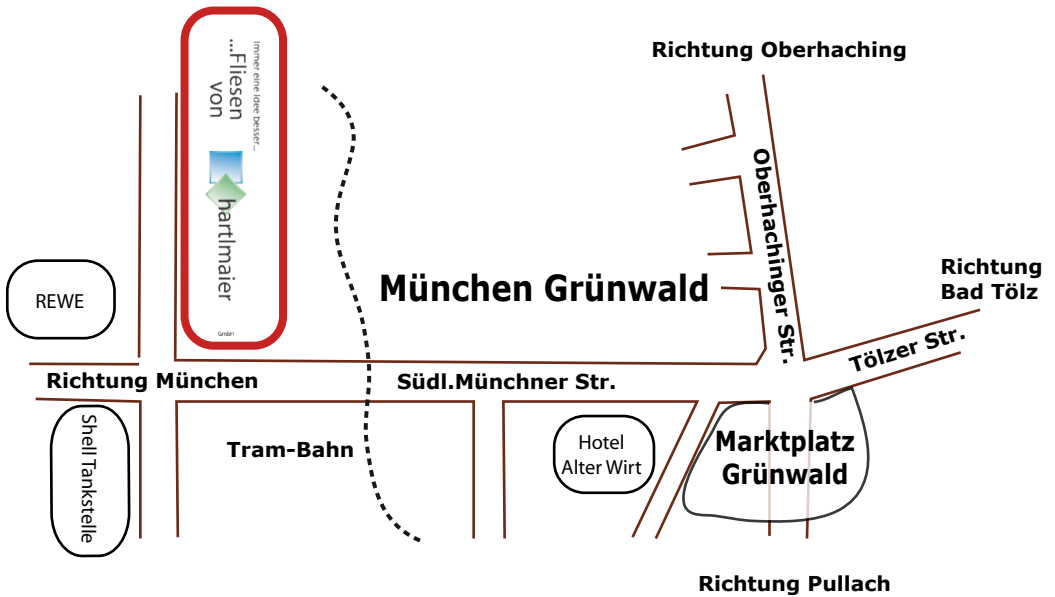 Immer eine Idee besser...
...Fliesen
von
hartlmaier
GmbH
Richtung Oberhaching
Oberhachinger Str.
Richtung
Bad Tölz
REWE
München Grünwald
Tölzer Str.
Richtung München
Südl.Münchner Str.
Shell Tankstelle
Tram-Bahn
Hotel
Alter Wirt
Marktplatz
Grünwald
Richtung Pullach